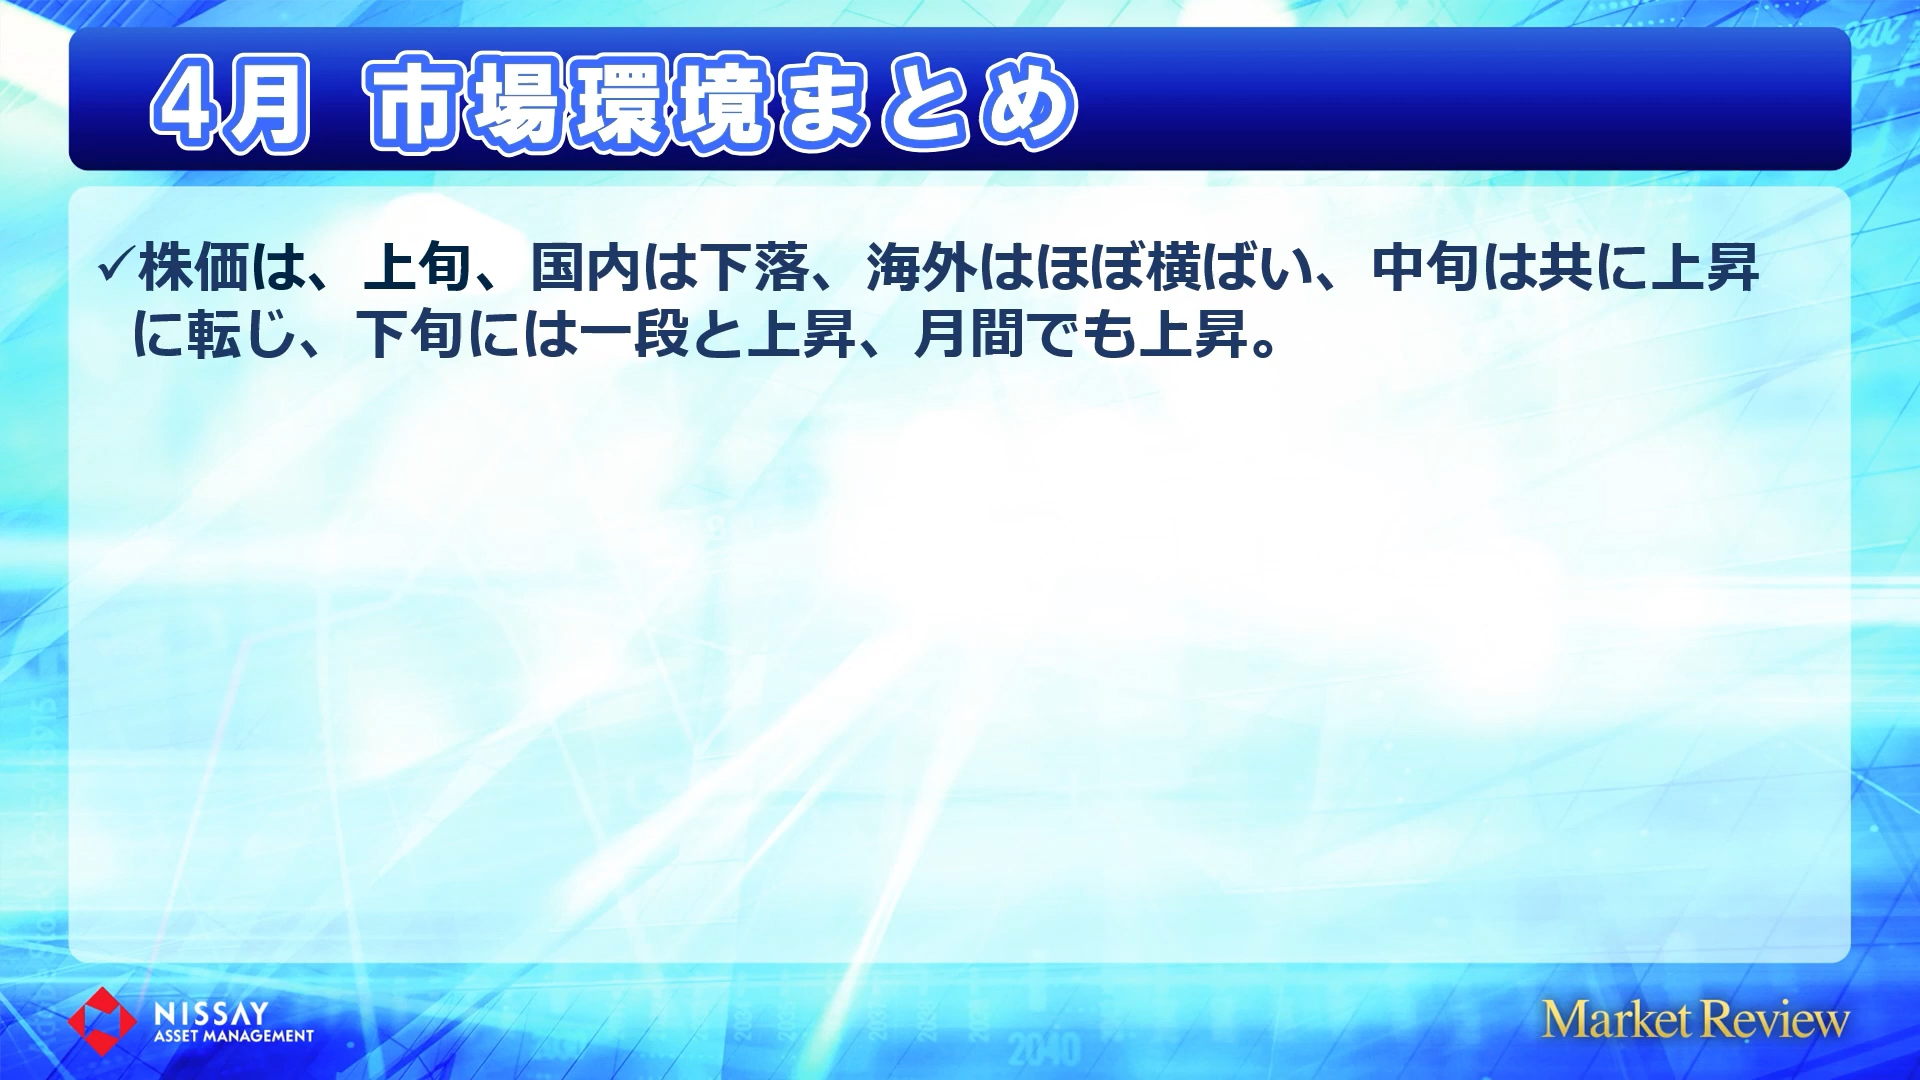 4月 市場環境まとめ
✓株価は、上旬、国内は下落、海外はほぼ横ばい、中旬は共に上昇
に転じ、下旬には一段と上昇、月間でも上昇。
NISSAY
ASSET MANAGEMENT
Market Review
2040